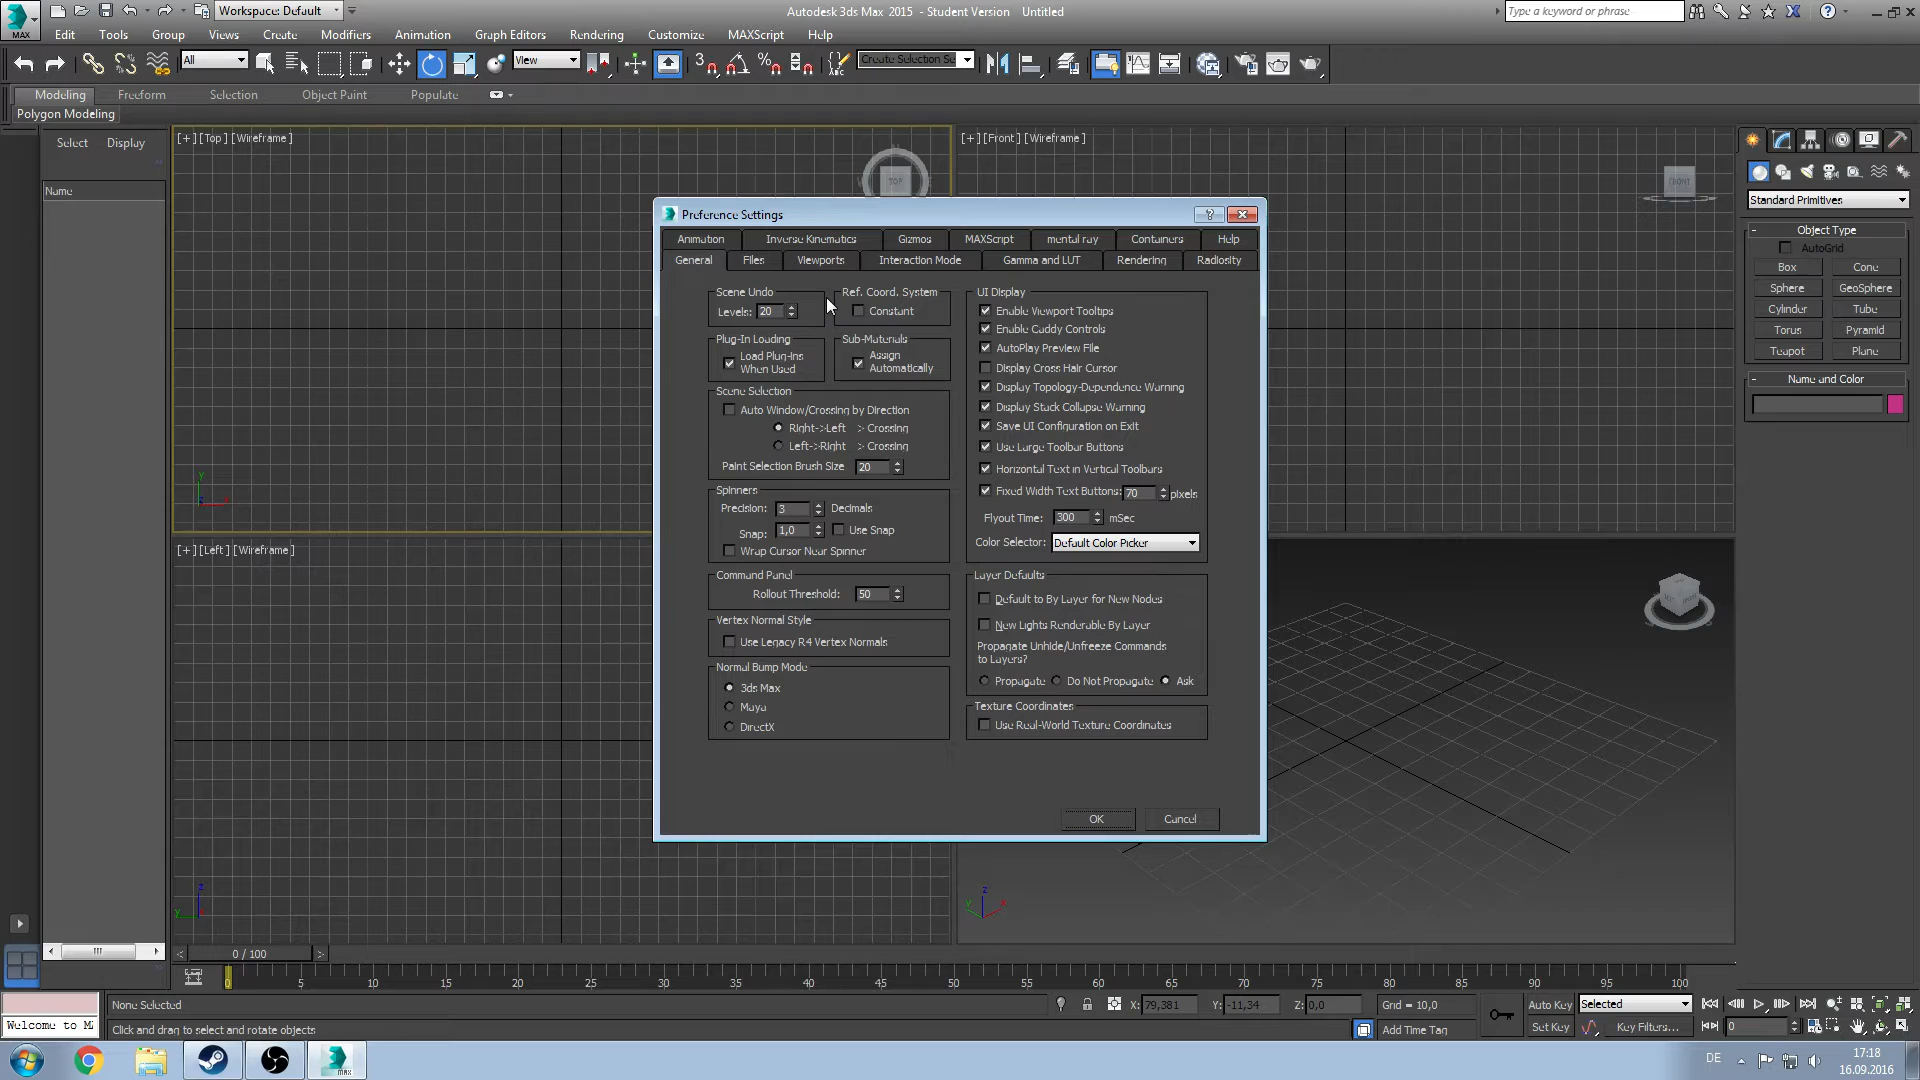 Workspace: Default
Autodesk 3ds Max 2015 - Student Version Untitled
Type a keyword or phrase
MAX
Edit Tools Group Views Create Modifiers Animation Graph Editors Rendering Customize MAXScript Help
All
View
3
Create Selection Se
Modeling Freeform Selection Object Paint Populate
Polygon Modeling
Select Display
Name
[+] [Top] [Wireframe]
TOP
[+] [Front] [Wireframe]
FRONT
[+] [Left] [Wireframe]
Preference Settings
Animation Inverse Kinematics Gizmos MAXScript mental ray Containers Help
General Files Viewports Interaction Mode Gamma and LUT Rendering Radiosity
Scene Undo
Levels: 20
Ref. Coord. System
Constant
Plug-In Loading
Load Plug-Ins
When Used
Sub-Materials
Assign
Automatically
Scene Selection
Auto Window/Crossing by Direction
Right->Left > Crossing
Left->Right > Crossing
Paint Selection Brush Size 20
Spinners
Precision: 3 Decimals
Snap: 1,0 Use Snap
Wrap Cursor Near Spinner
Command Panel
Rollout Threshold: 50
Vertex Normal Style
Use Legacy R4 Vertex Normals
Normal Bump Mode
3ds Max
Maya
DirectX
UI Display
Enable Viewport Tooltips
Enable Caddy Controls
AutoPlay Preview File
Display Cross Hair Cursor
Display Topology-Dependence Warning
Display Stack Collapse Warning
Save UI Configuration on Exit
Use Large Toolbar Buttons
Horizontal Text in Vertical Toolbars
Fixed Width Text Buttons: 70 pixels
Flyout Time: 300 mSec
Color Selector: Default Color Picker
Layer Defaults
Default to By Layer for New Nodes
New Lights Renderable By Layer
Propagate Unhide/Unfreeze Commands
to Layers?
Propagate Do Not Propagate Ask
Texture Coordinates
Use Real-World Texture Coordinates
OK Cancel
Standard Primitives
Object Type
AutoGrid
Box Cone
Sphere GeoSphere
Cylinder Tube
Torus Pyramid
Teapot Plane
Name and Color
y
z
y
z
y x
0 / 100
0 5 10 15 20 25 30 35 40 45 50 55 60 65 70 75 80 85 90 95 100
None Selected
X: 79,381 Y: -11,34 Z: 0,0 Grid = 10,0
Auto Key Selected
Welcome to MA
Click and drag to select and rotate objects
Add Time Tag
Set Key Key Filters... 0
MAX
DE
17:18
16.09.2016